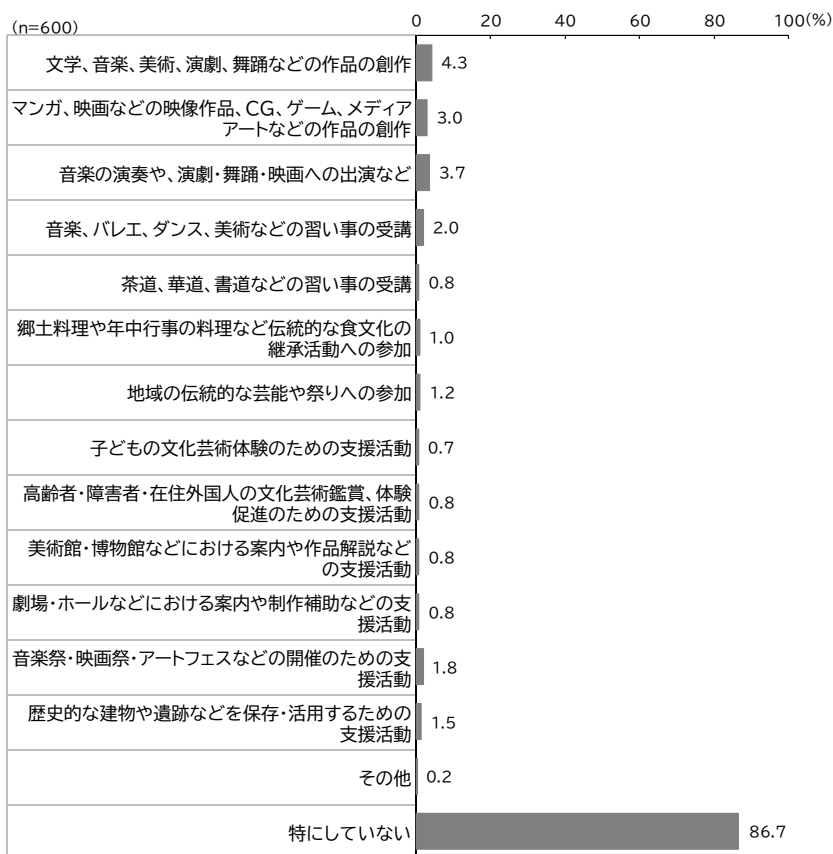 (n=600)
0 20 40 60 80 100(%)
文学、音楽、美術、演劇、舞踊などの作品の創作 4.3
マンガ、映画などの映像作品、CG、ゲーム、メディア
アートなどの作品の創作 3.0
音楽の演奏や、演劇・舞踊・映画への出演など 3.7
音楽、バレエ、ダンス、美術などの習い事の受講 2.0
茶道、華道、書道などの習い事の受講 0.8
郷土料理や年中行事の料理など伝統的な食文化の
継承活動への参加 1.0
地域の伝統的な芸能や祭りへの参加 1.2
子どもの文化芸術体験のための支援活動 0.7
高齢者・障害者・在住外国人の文化芸術鑑賞、体験
促進のための支援活動 0.8
美術館・博物館などにおける案内や作品解説など
の支援活動 0.8
劇場・ホールなどにおける案内や制作補助などの支
援活動 0.8
音楽祭・映画祭・アートフェスなどの開催のための支
援活動 1.8
歴史的な建物や遺跡などを保存・活用するための
支援活動 1.5
その他 0.2
特にしていない 86.7